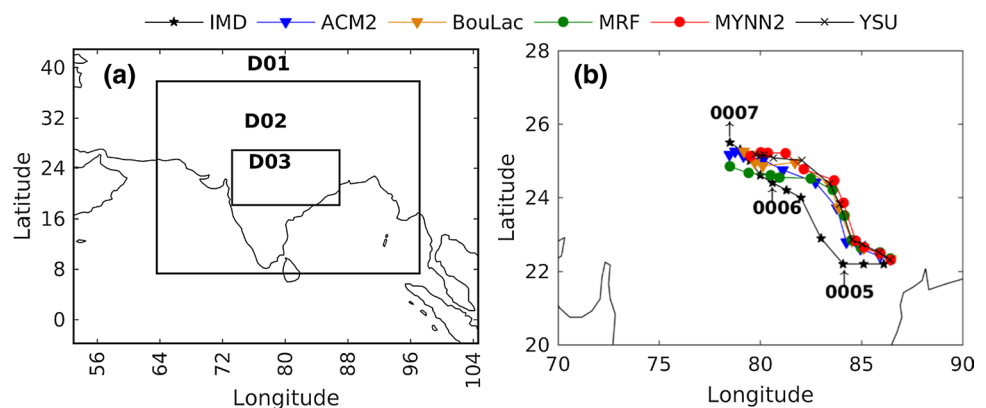 IMD ACM2 BouLac MRF MYNN2 YSU
(a)
D01
D02
D03
40
32
24
16
8
0
Latitude
56 64 72 80 88 96 104
Longitude
(b)
0007
0006
0005
28
26
24
22
20
Latitude
70 75 80 85 90
Longitude